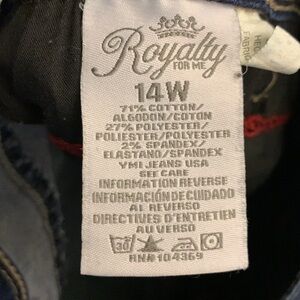 Royalty
FOR ME
14W
71% COTTON/
ALGODON/COTON
27% POLYESTER/
POLIESTER/POLYESTER
2% SPANDEX/
ELASTANO/SPANDEX
YMI JEANS USA
SEE CARE
INFORMATION REVERSE
INFORMACIÓN DE CUIDADO
AL REVERSO
DIRECTIVES D'ENTRETIEN
AU VERSO
30
RN# 104369
FABRIC